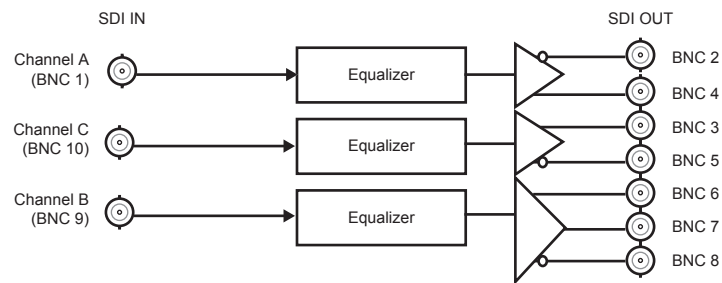 SDI IN
SDI OUT
Channel A
(BNC 1)
Equalizer
BNC 2
BNC 4
Channel C
(BNC 10)
Equalizer
BNC 3
BNC 5
Channel B
(BNC 9)
Equalizer
BNC 6
BNC 7
BNC 8